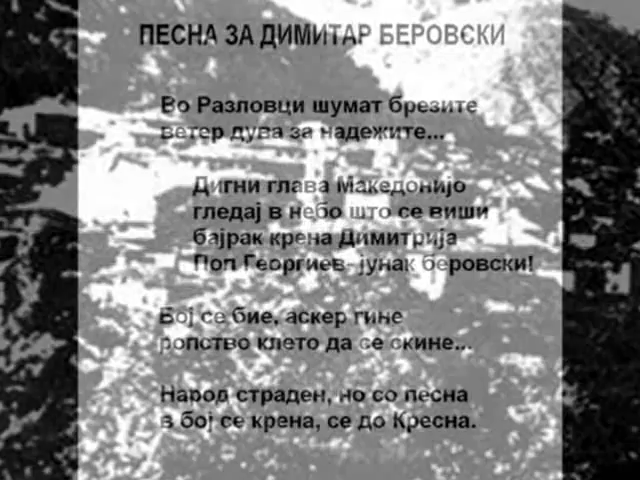 ПЕСНА ЗА ДИМИТАР БЕРОВСКИ
Во Разловци шумат брезите
ветер дува за надежите...
Дигни глава Македонијо
гледај в небо што се виши
бајрак крена Димитрија
Поп Георгиев-јунак беровски!
Бој се бие, аскер гине
ропство клето да се скине...
Народ страден, но со песна
в бој се крена, се до Кресна.